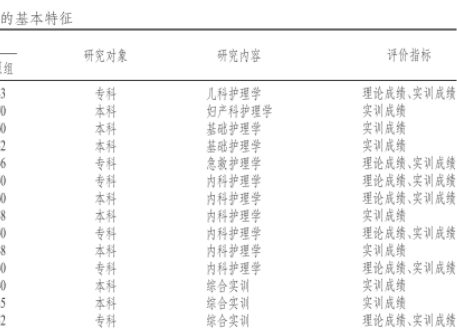 的基本特征
研究对象 研究内容 评价指标
组
3 专科 儿科护理学 理论成绩、实训成绩
0 本科 妇产科护理学 实训成绩
0 本科 基础护理学 实训成绩
2 本科 基础护理学 实训成绩
6 专科 急救护理学 理论成绩、实训成绩
0 专科 内科护理学 理论成绩、实训成绩
0 本科 内科护理学 理论成绩、实训成绩
8 本科 内科护理学 实训成绩
0 专科 内科护理学 理论成绩、实训成绩
8 本科 内科护理学 实训成绩
0 专科 内科护理学 理论成绩、实训成绩
0 本科 综合实训 实训成绩
5 本科 综合实训 实训成绩
2 专科 综合实训 理论成绩、实训成绩